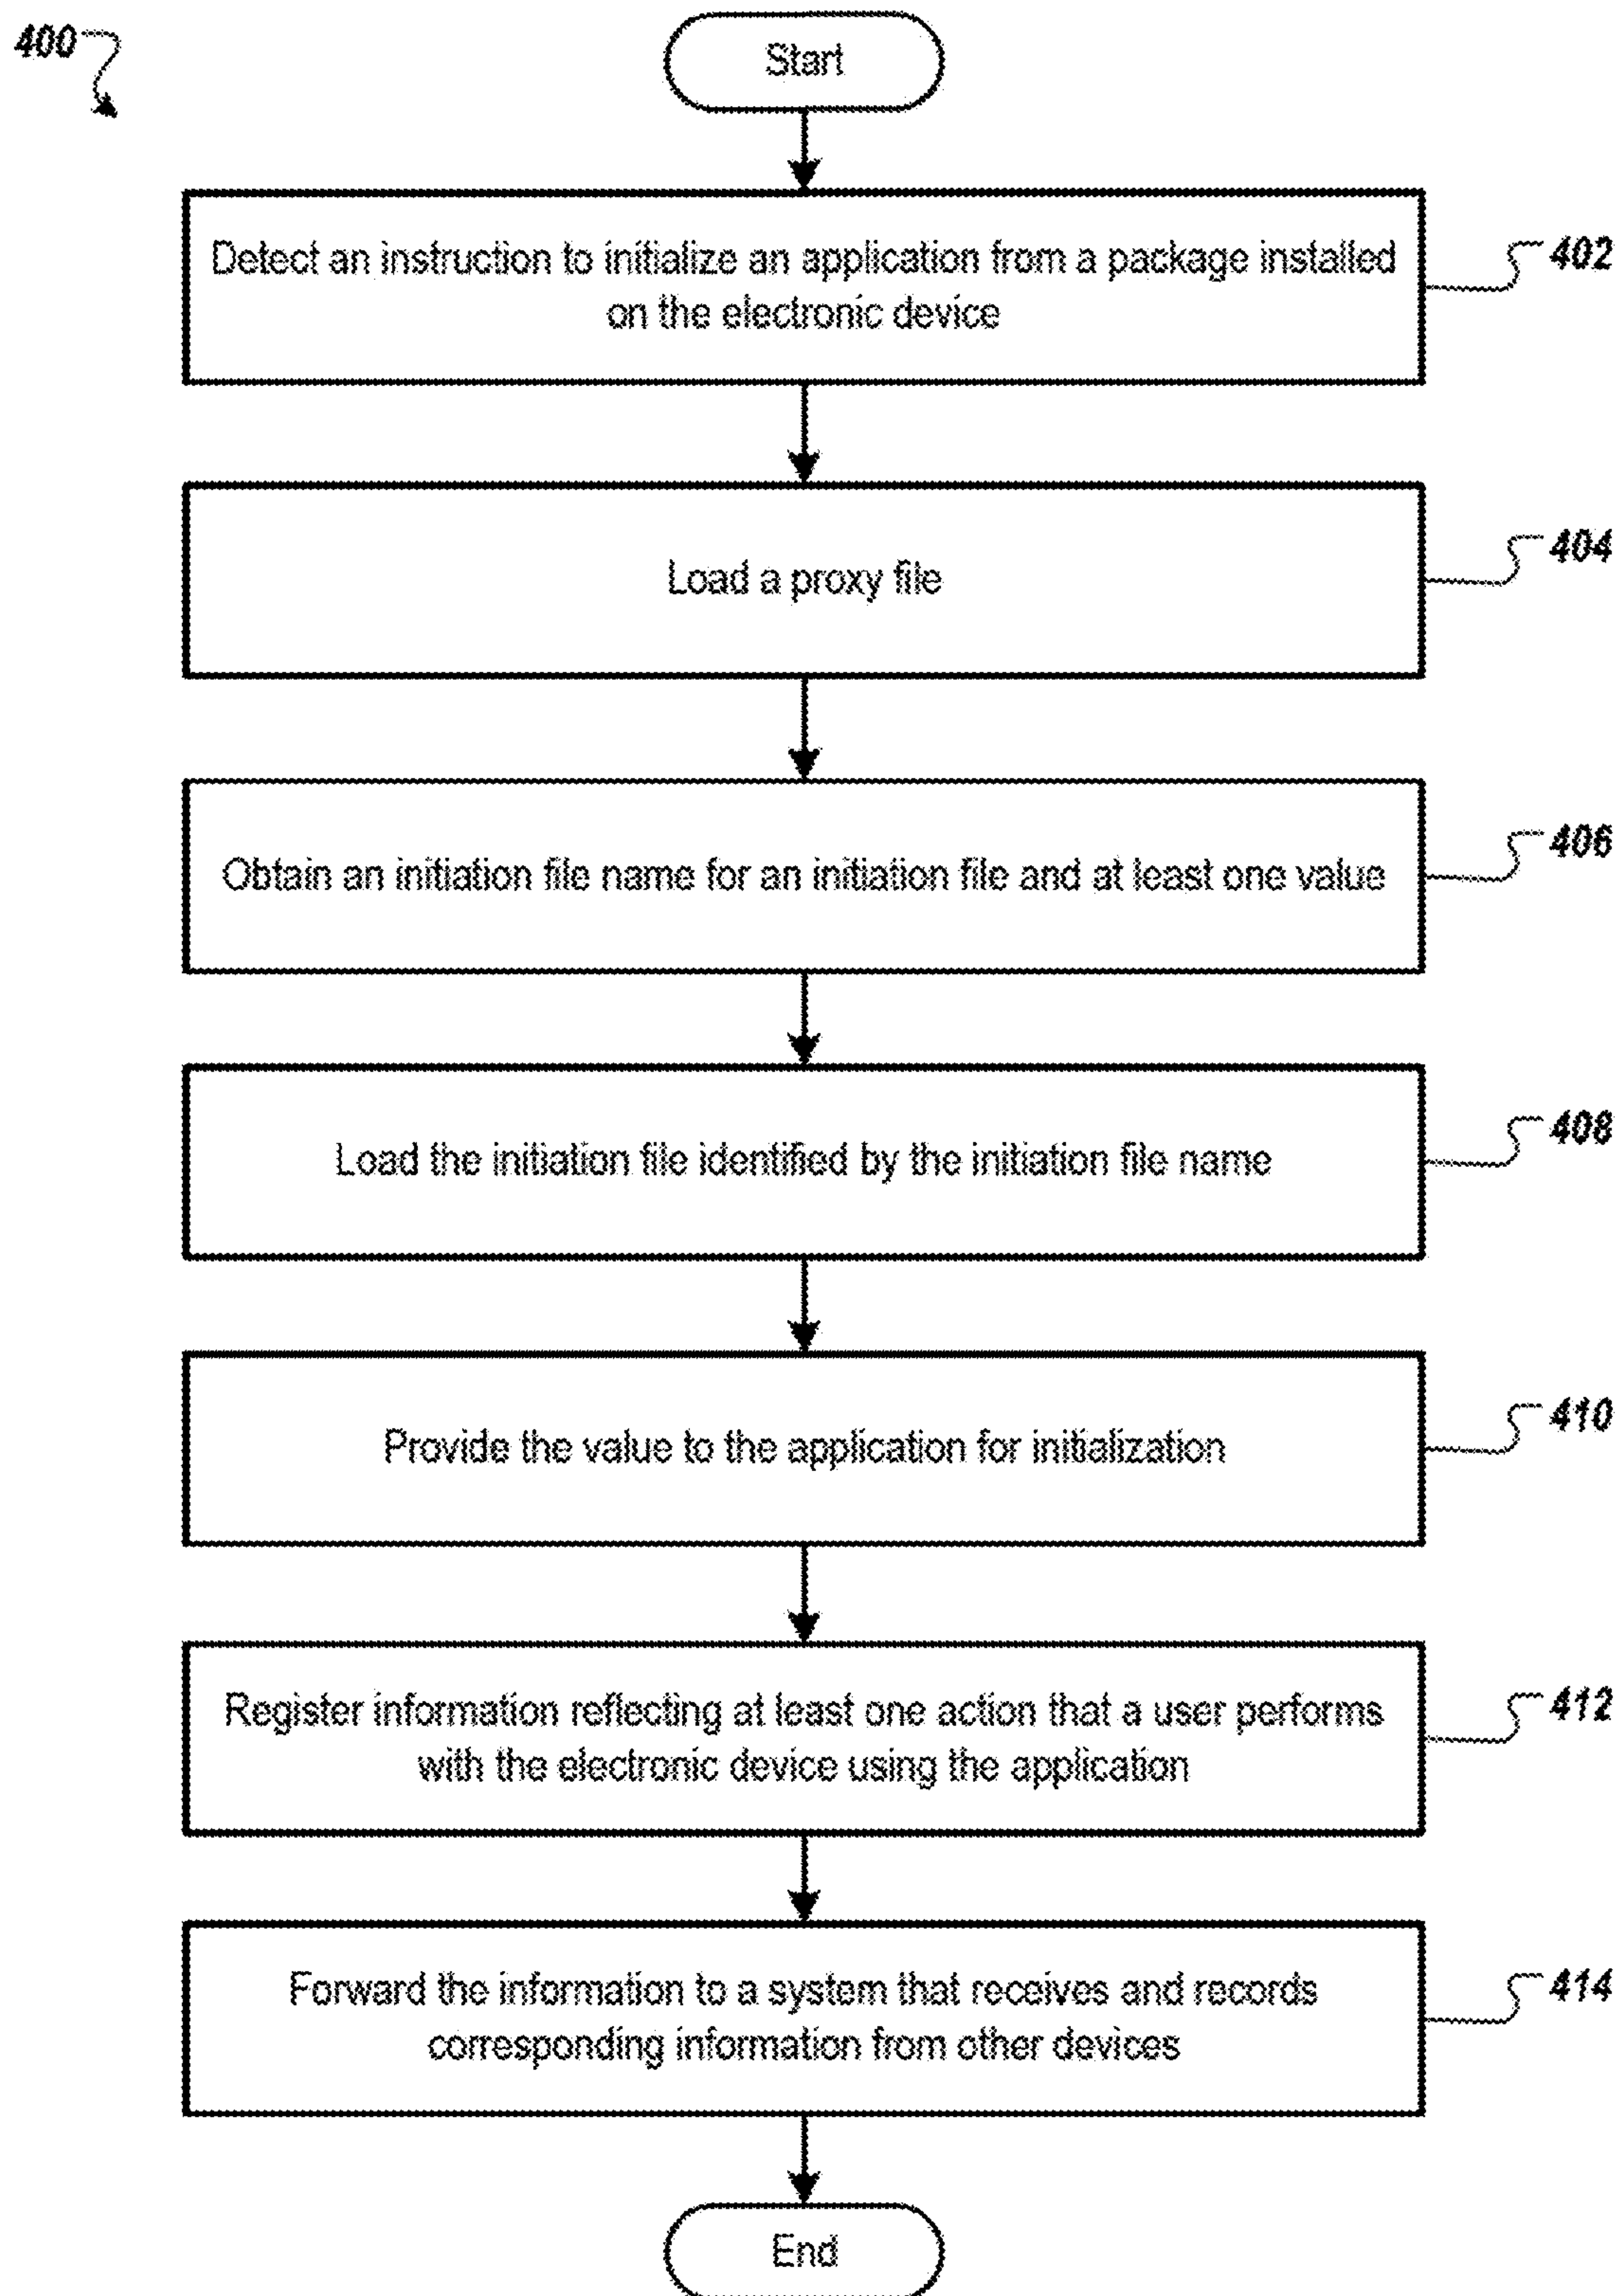 400
Start
Detect an instruction to initialize an application from a package installed
on the electronic device
402
Load a proxy file
404
Obtain an initiation file name for an initiation file and at least one value
406
Load the initiation file identified by the initiation file name
408
Provide the value to the application for initialization
410
Register information reflecting at least one action that a user performs
with the electronic device using the application
412
Forward the information to a system that receives and records
corresponding information from other devices
414
End